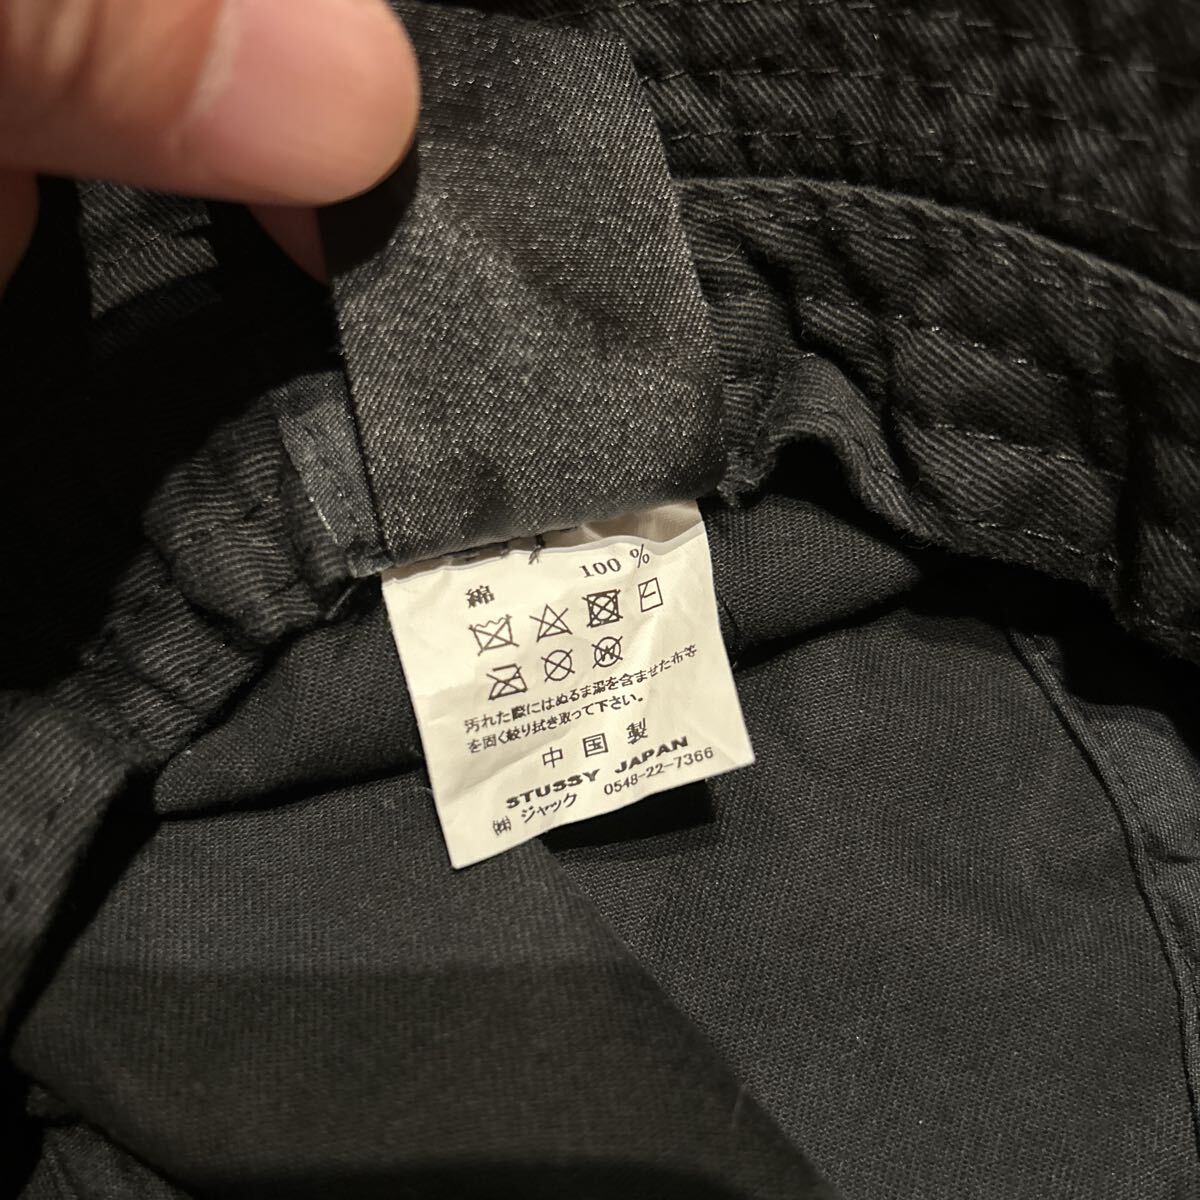 綿 100 %
汚れた際にはぬるま湯を含ませた布等
を固く絞り拭き取って下さい。
中国製
STUSSY JAPAN
㈱ ジャック 0548-22-7366